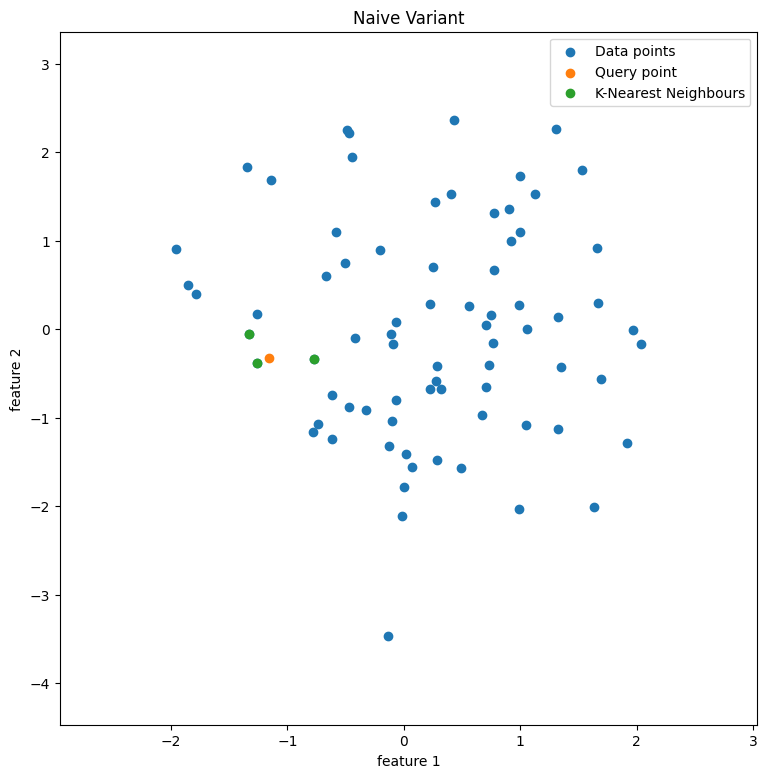 Naive Variant
Data points
Query point
K-Nearest Neighbours
3
2
1
0
−1
−2
−3
−4
feature 2
−2
−1
0
1
2
3
feature 1